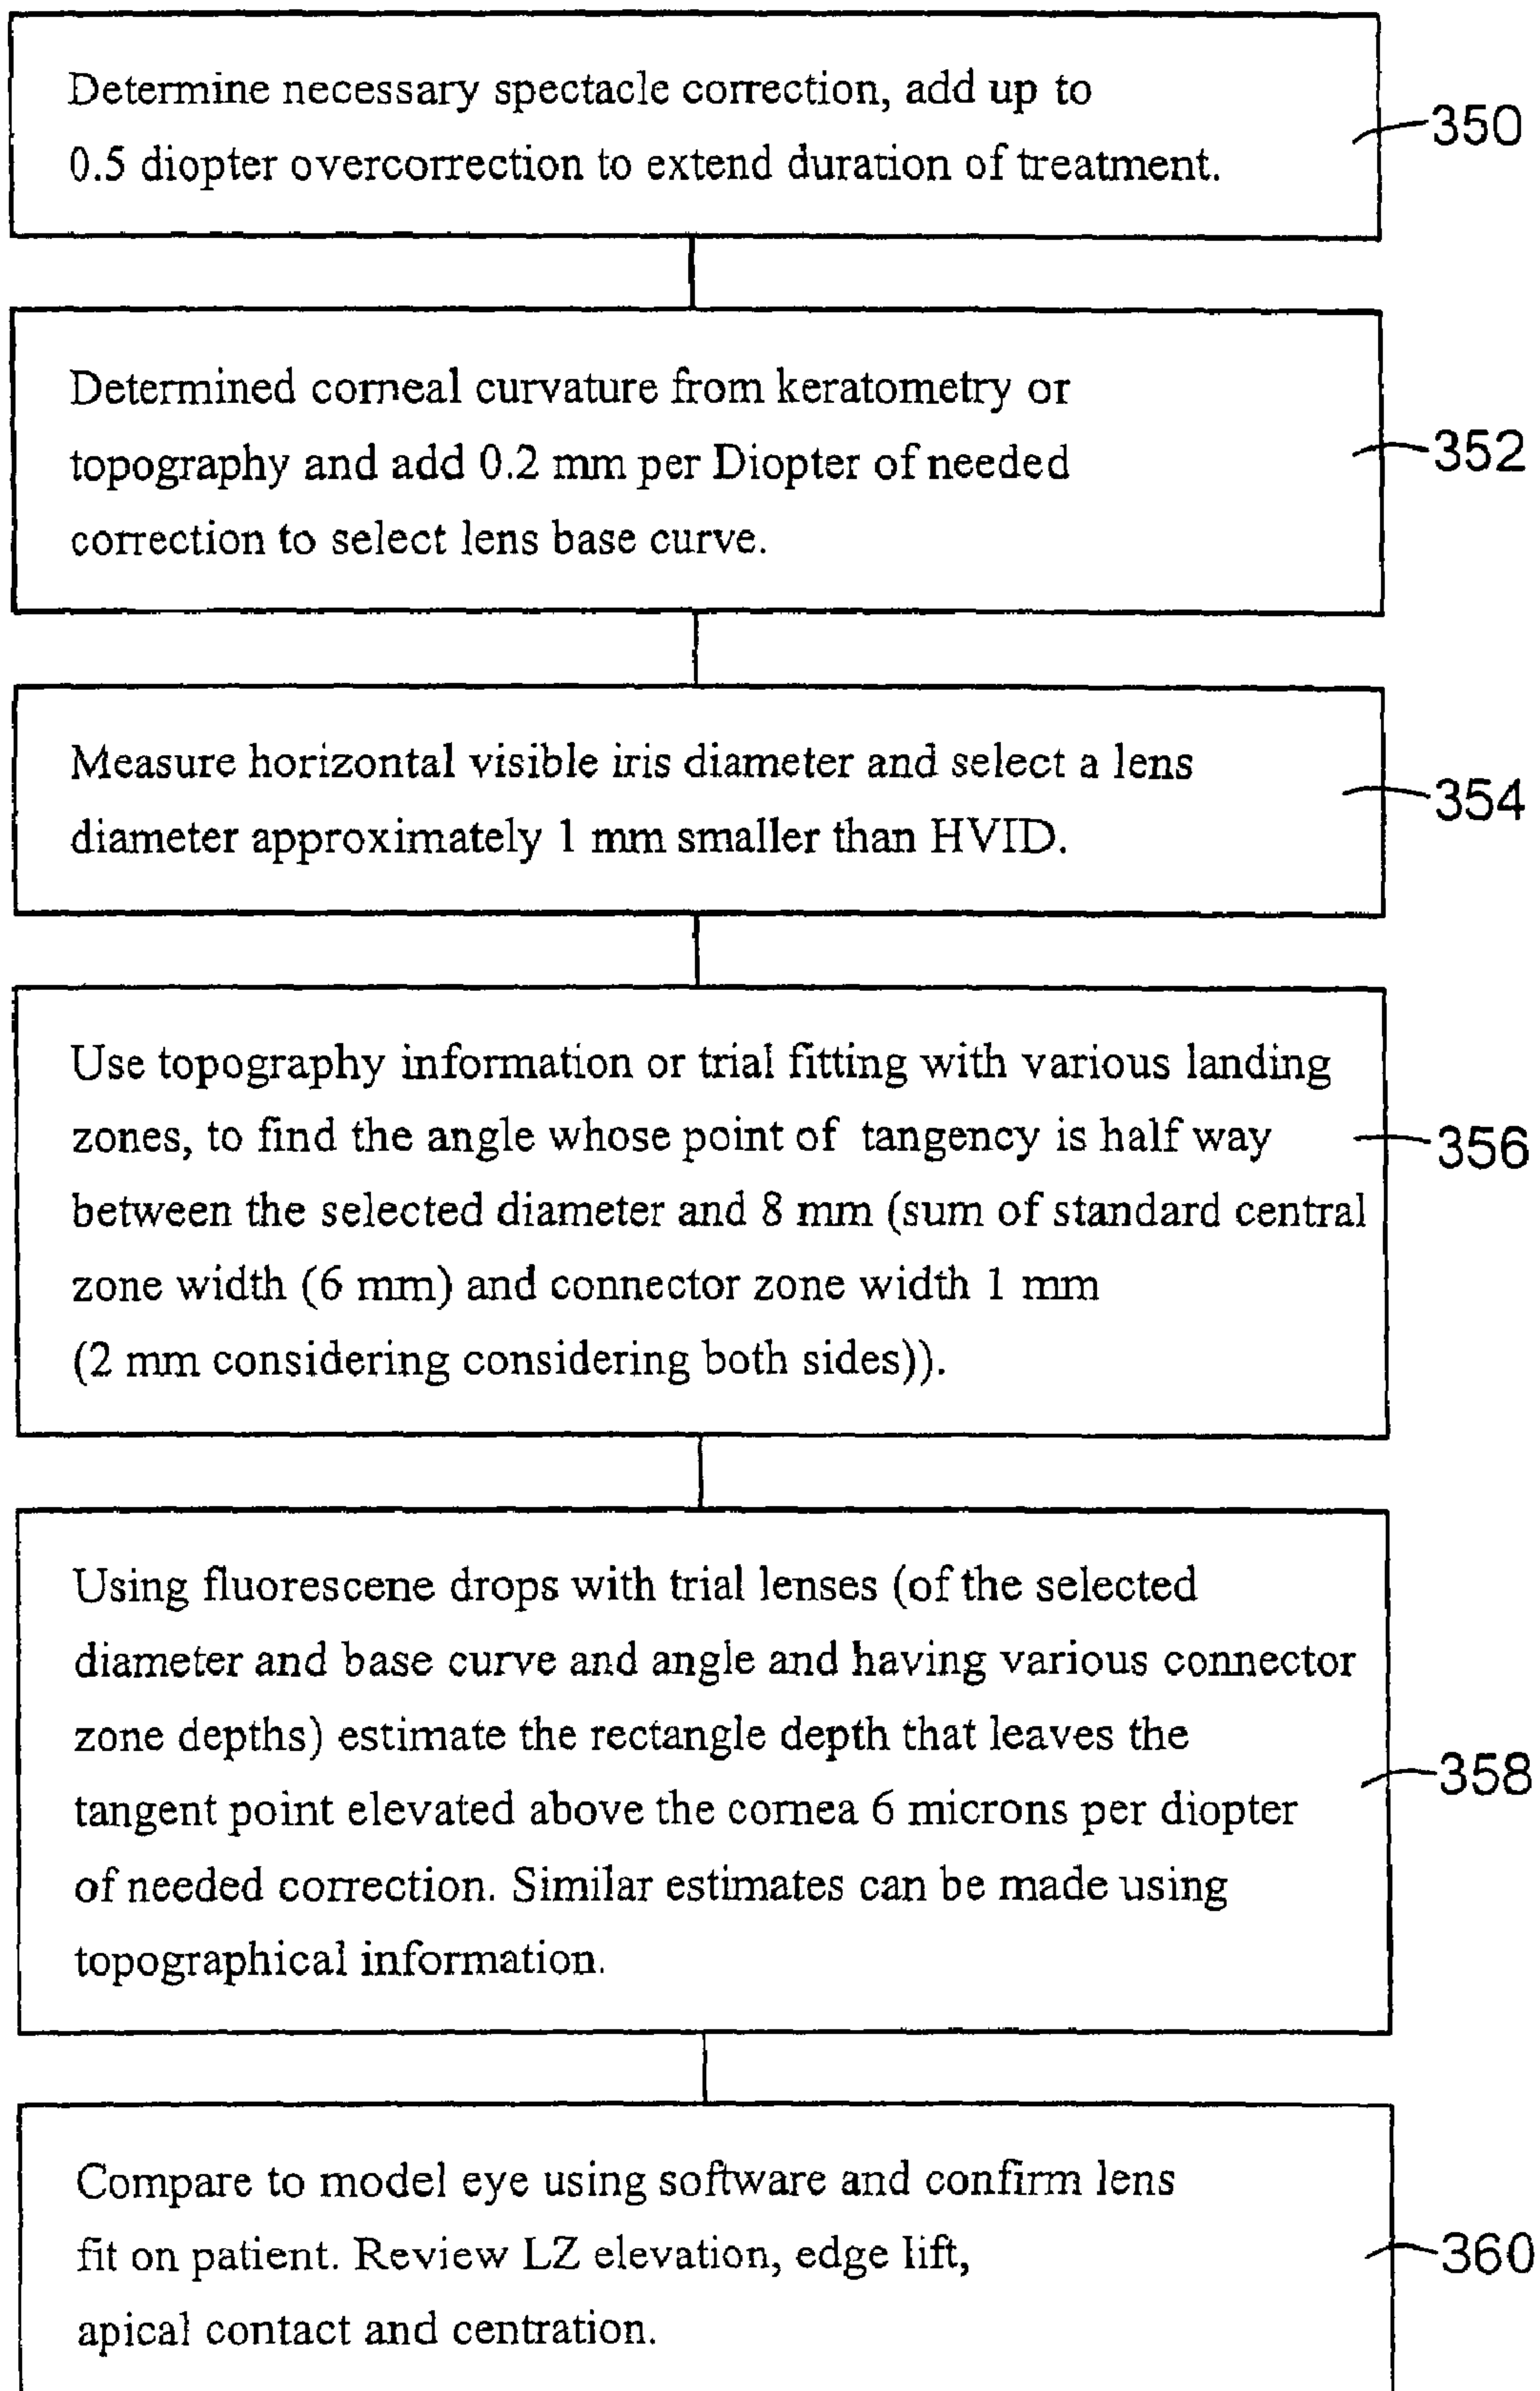 Determine necessary spectacle correction, add up to
0.5 diopter overcorrection to extend duration of treatment.
350
Determined corneal curvature from keratometry or
topography and add 0.2 mm per Diopter of needed
correction to select lens base curve.
352
Measure horizontal visible iris diameter and select a lens
diameter approximately 1 mm smaller than HVID.
354
Use topography information or trial fitting with various landing
zones, to find the angle whose point of tangency is half way
between the selected diameter and 8 mm (sum of standard central
zone width (6 mm) and connector zone width 1 mm
(2 mm considering considering both sides)).
356
Using fluorescene drops with trial lenses (of the selected
diameter and base curve and angle and having various connector
zone depths) estimate the rectangle depth that leaves the
tangent point elevated above the cornea 6 microns per diopter
of needed correction. Similar estimates can be made using
topographical information.
358
Compare to model eye using software and confirm lens
fit on patient. Review LZ elevation, edge lift,
apical contact and centration.
360